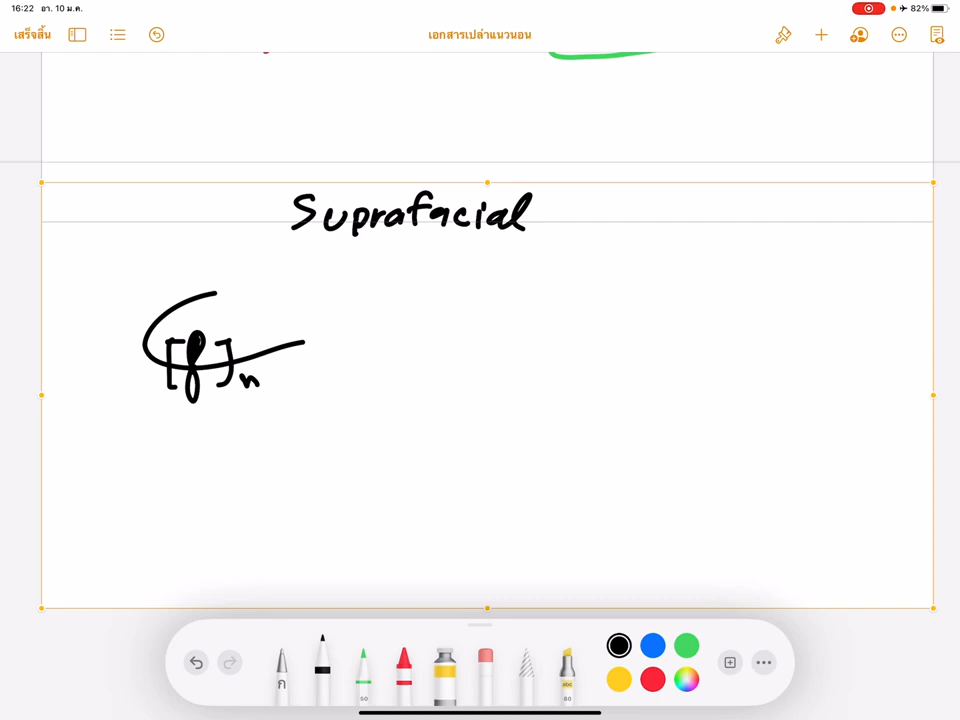 16:22 อา. 10 ม.ค. 82%
เสร็จสิ้น เอกสารเปล่าแนวนอน
Suprafacial
[ ]n
ก 50 abc 80